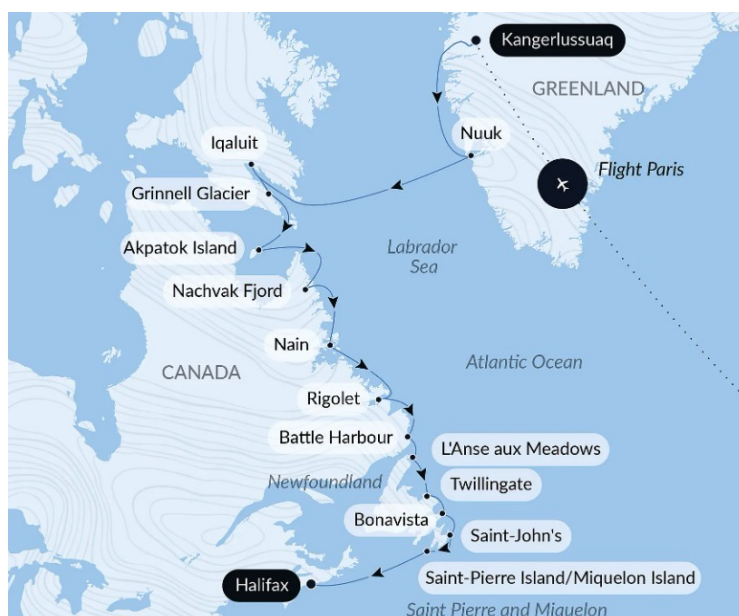 Kangerlussuaq
GREENLAND
Nuuk
Iqaluit
Flight Paris
Grinnell Glacier
Akpatok Island
Labrador
Sea
Nachvak Fjord
Nain
Atlantic Ocean
CANADA
Rigolet
Battle Harbour
L'Anse aux Meadows
Newfoundland
Twillingate
Bonavista
Saint-John's
Halifax
Saint-Pierre Island/Miquelon Island
Saint Pierre and Miquelon